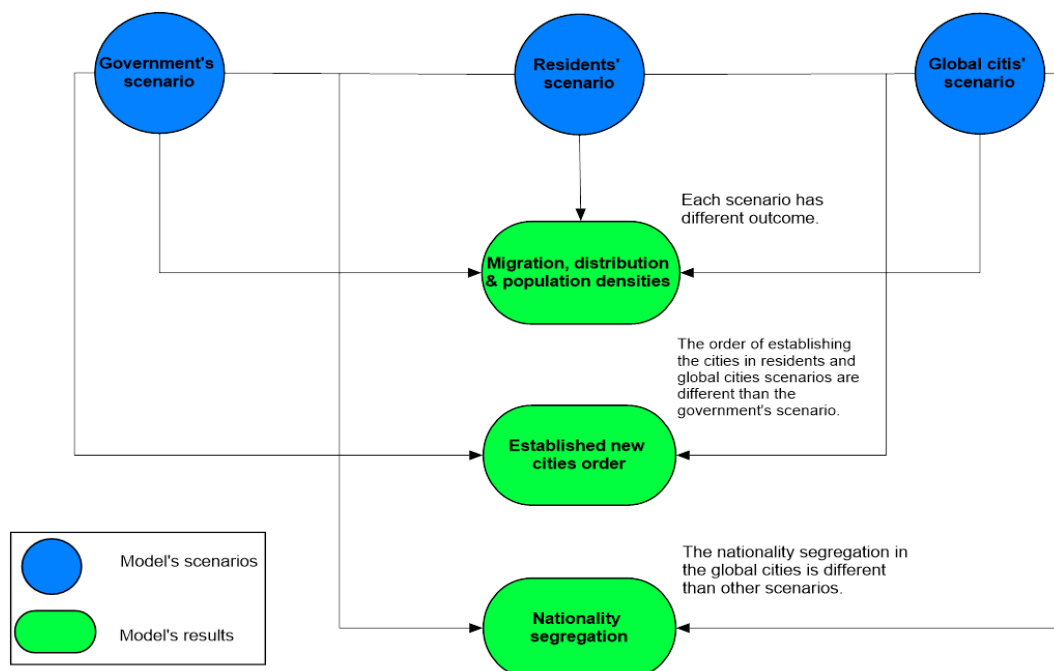 Government's
scenario
Residents'
scenario
Global citis'
scenario
Each scenario has
different outcome.
Migration, distribution
& population densities
The order of establishing
the cities in residents and
global cities scenarios are
different than the
government's scenario.
Established new
cities order
Model's scenarios
Model's results
The nationality segregation in
the global cities is different
than other scenarios.
Nationality
segregation